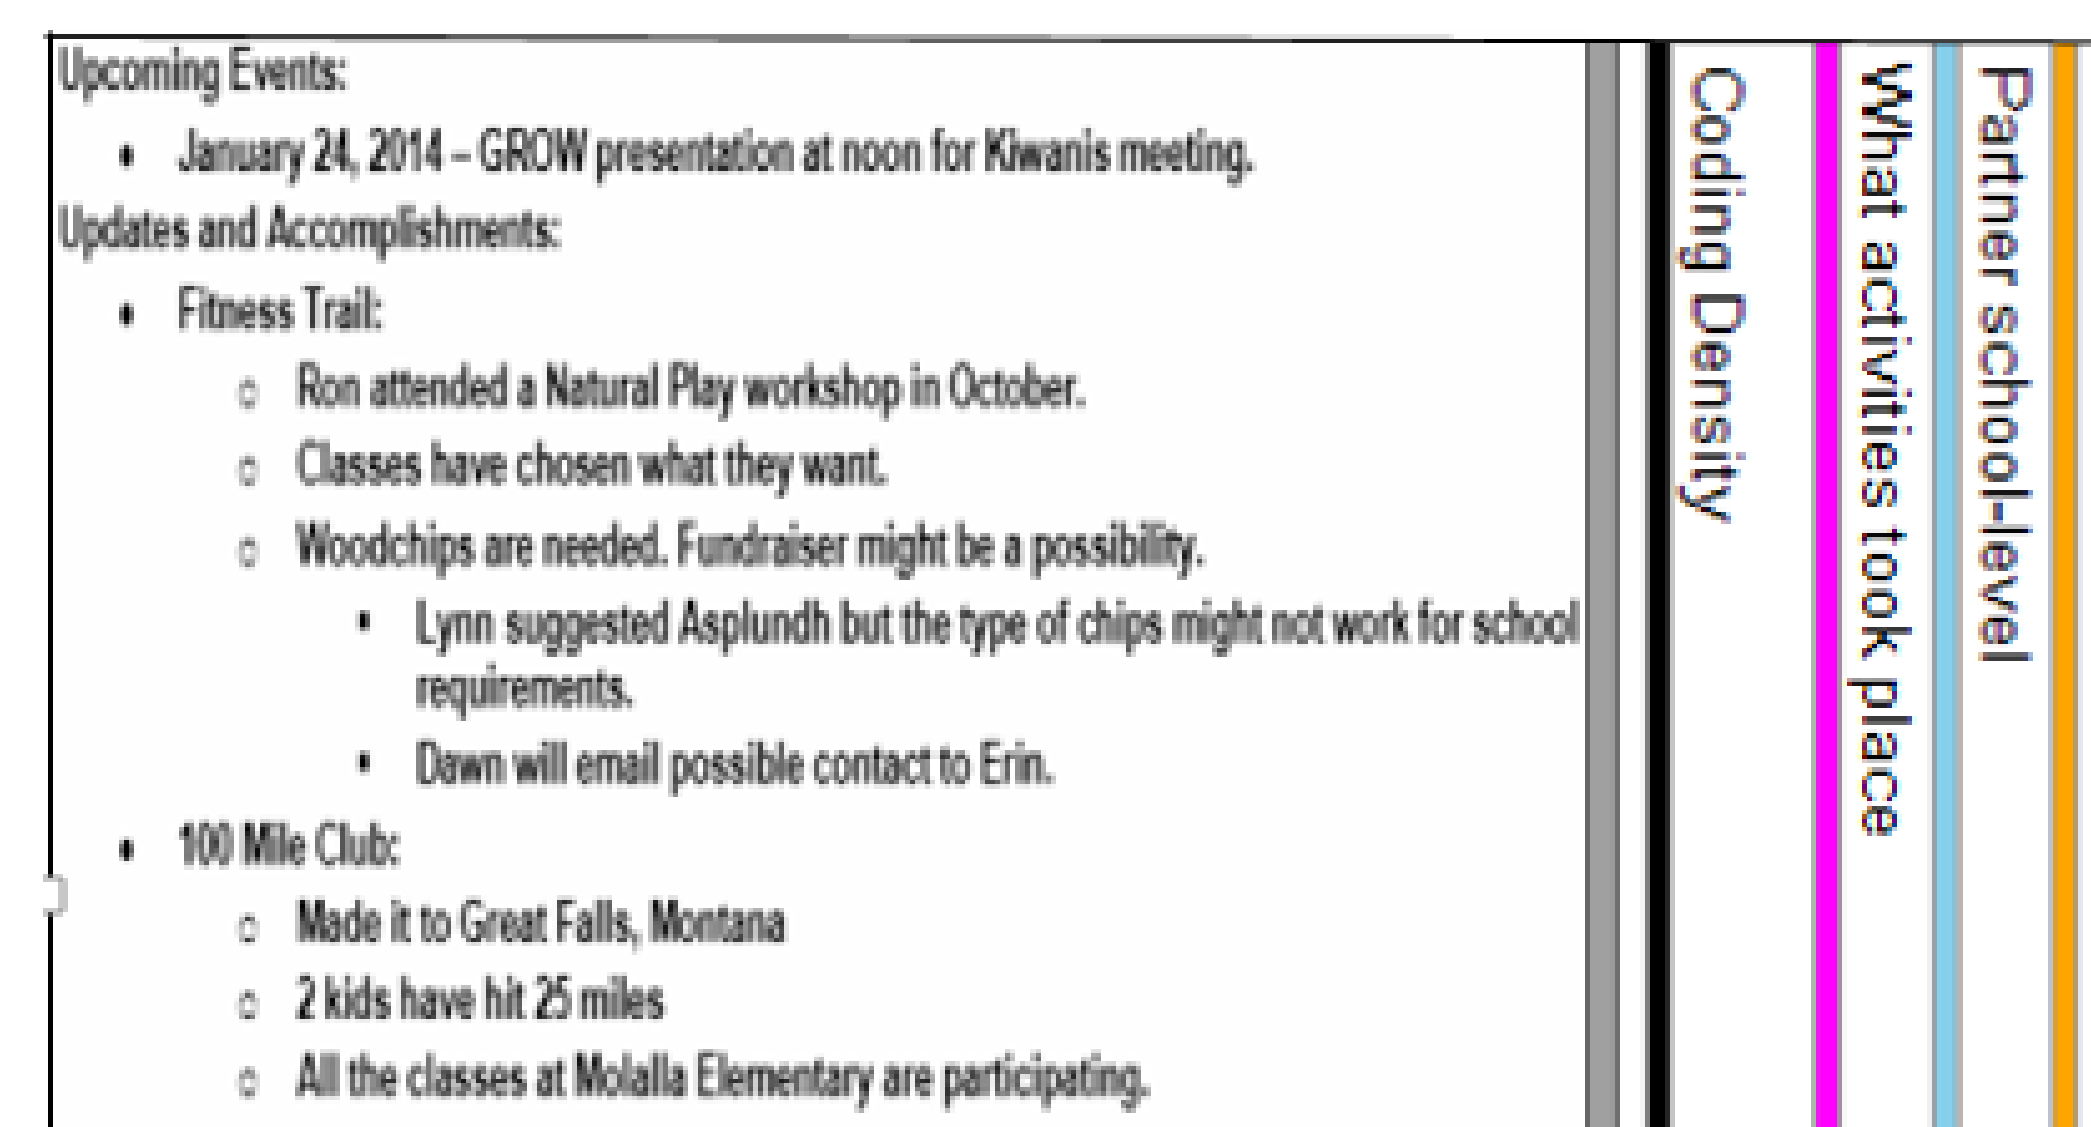 Upcoming Events:
• January 24, 2014 – GROW presentation at noon for Kiwanis meeting.
Updates and Accomplishments:
• Fitness Trail:
o Ron attended a Natural Play workshop in October.
o Classes have chosen what they want.
o Woodchips are needed. Fundraiser might be a possibility.
▪ Lynn suggested Asplundh but the type of chips might not work for school
requirements.
▪ Dawn will email possible contact to Erin.
• 100 Mile Club:
o Made it to Great Falls, Montana
o 2 kids have hit 25 miles
o All the classes at Molalla Elementary are participating.
Coding Density
What activities took place
Partner school-level